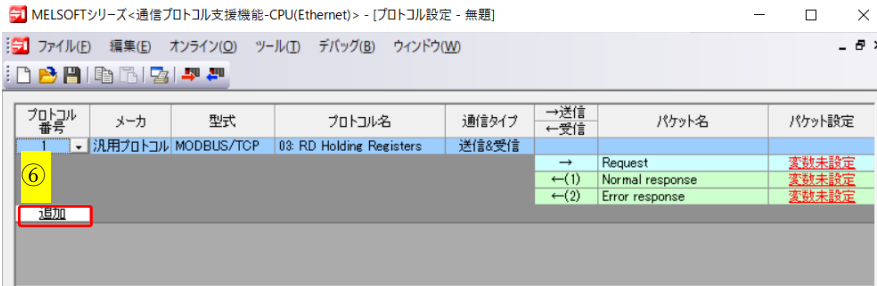 MELSOFTシリーズ<通信プロトコル支援機能-CPU(Ethernet)> - [プロトコル設定 - 無題]
ファイル(F) 編集(E) オンライン(O) ツール(T) デバッグ(B) ウィンドウ(W)
プロトコル番号 メーカ 型式 プロトコル名 通信タイプ →送信 ←受信 パケット名 パケット設定
1 汎用プロトコル MODBUS/TCP 03: RD Holding Registers 送信&受信
→ Request 変数未設定
⑥
←(1) Normal response 変数未設定
←(2) Error response 変数未設定
追加